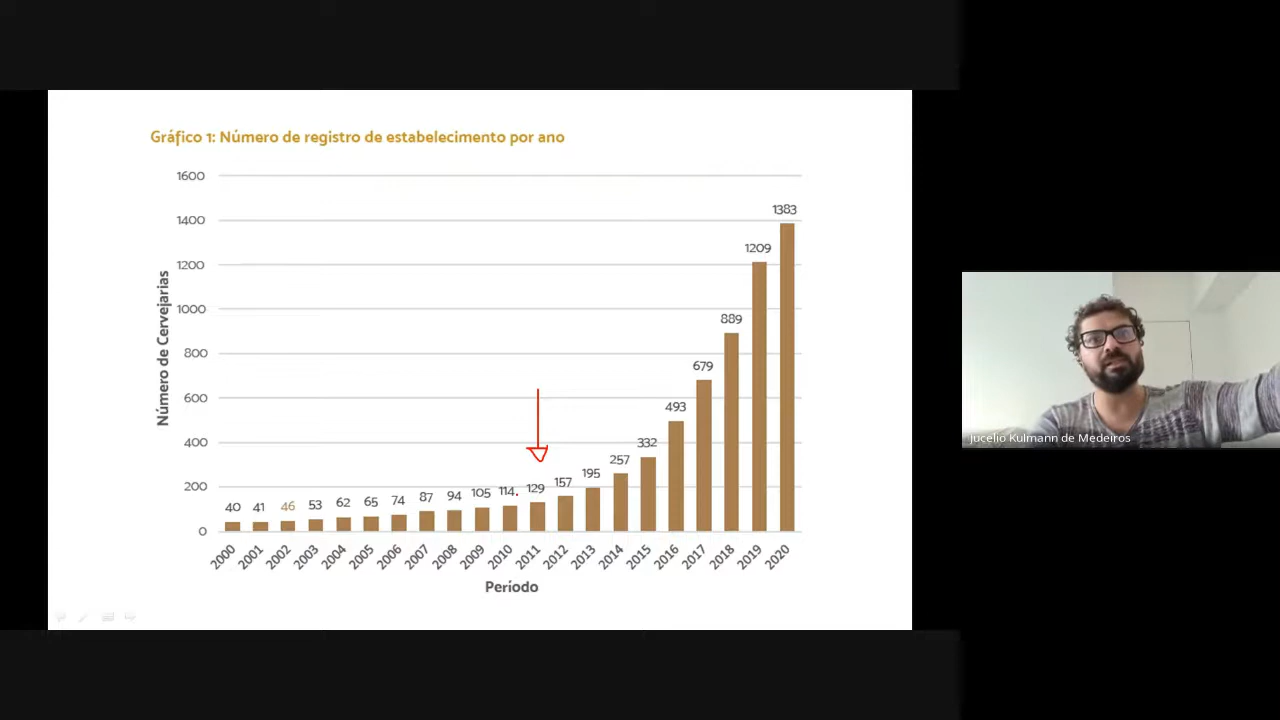 Gráfico 1: Número de registro de estabelecimento por ano
Número de Cervejarias
1600
1400
1200
1000
800
600
400
200
0
40 41 46 53 62 65 74 87 94 105 114 129 157 195 257 332 493 679 889 1209 1383
2000 2001 2002 2003 2004 2005 2006 2007 2008 2009 2010 2011 2012 2013 2014 2015 2016 2017 2018 2019 2020
Período
Jucelio Kulmann de Medeiros